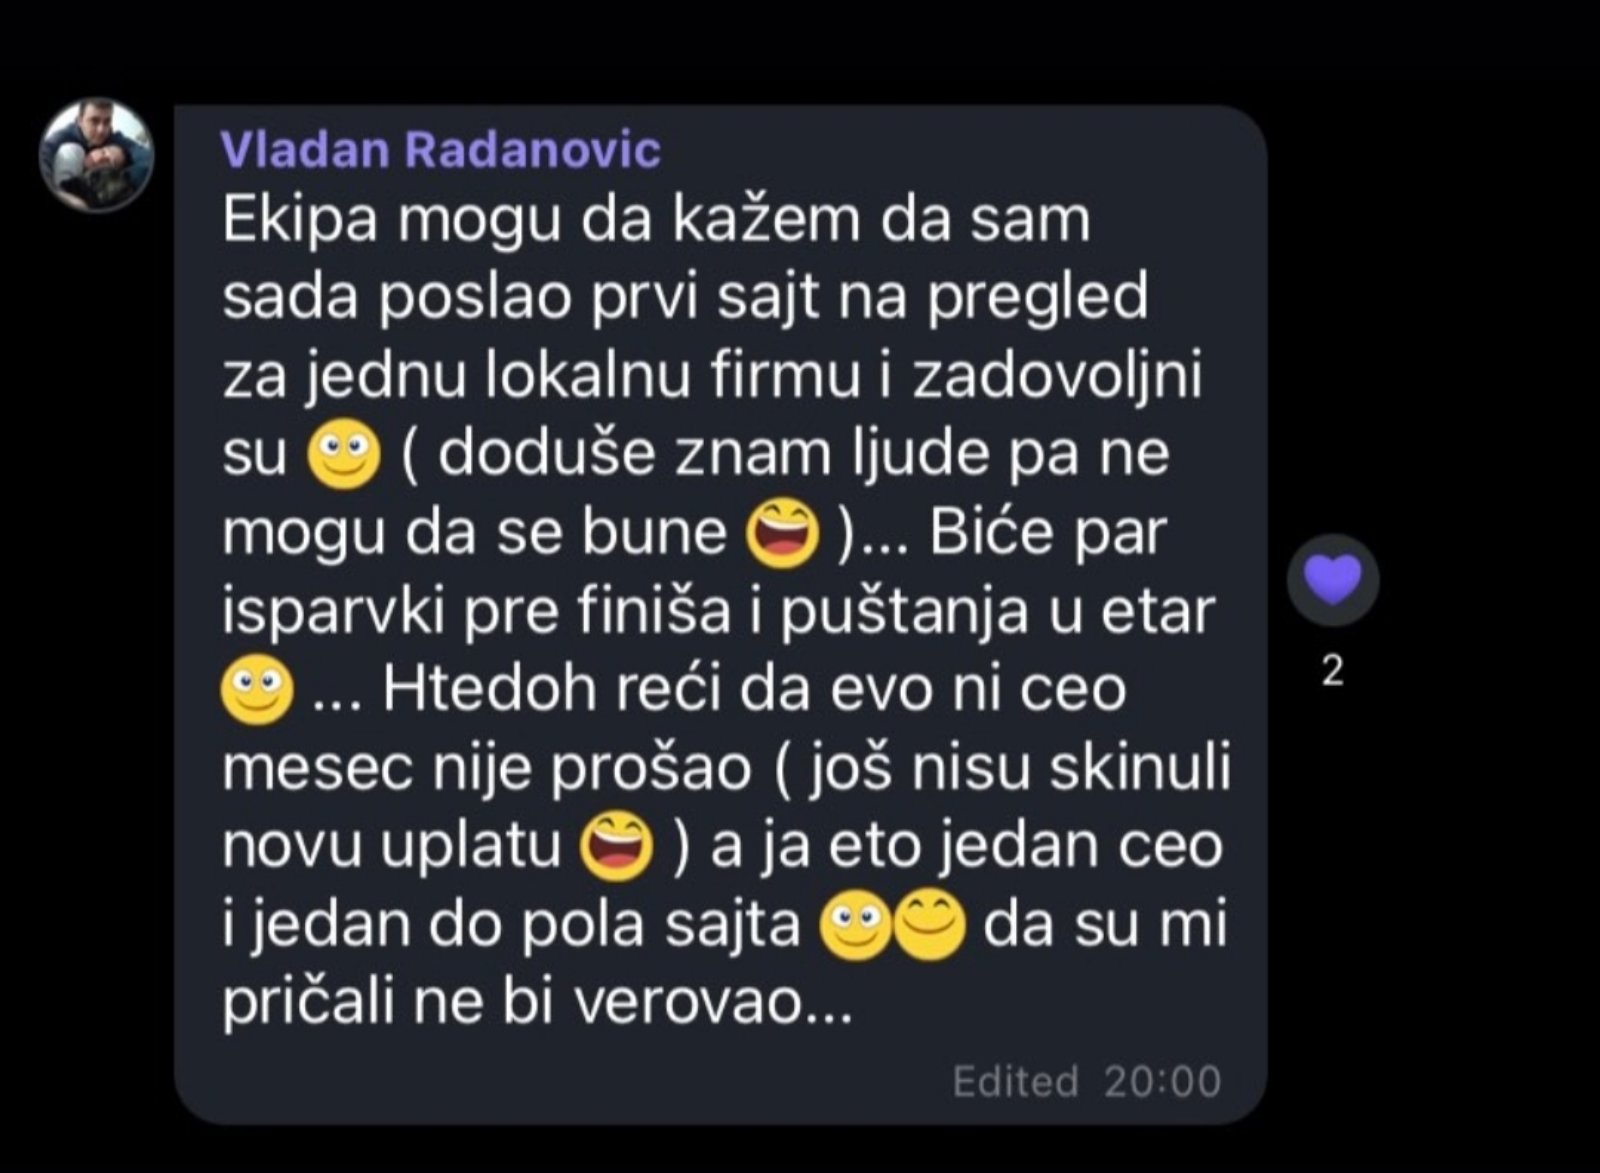 Vladan Radanovic
Ekipa mogu da kažem da sam
sada poslao prvi sajt na pregled
za jednu lokalnu firmu i zadovoljni
su 🙂 ( doduše znam ljude pa ne
mogu da se bune 😄 )... Biće par
isparvki pre finiša i puštanja u etar
🙂 ... Htedoh reći da evo ni ceo
mesec nije prošao ( još nisu skinuli
novu uplatu 😄 ) a ja eto jedan ceo
i jedan do pola sajta 🙂😊 da su mi
pričali ne bi verovao...
Edited 20:00
2